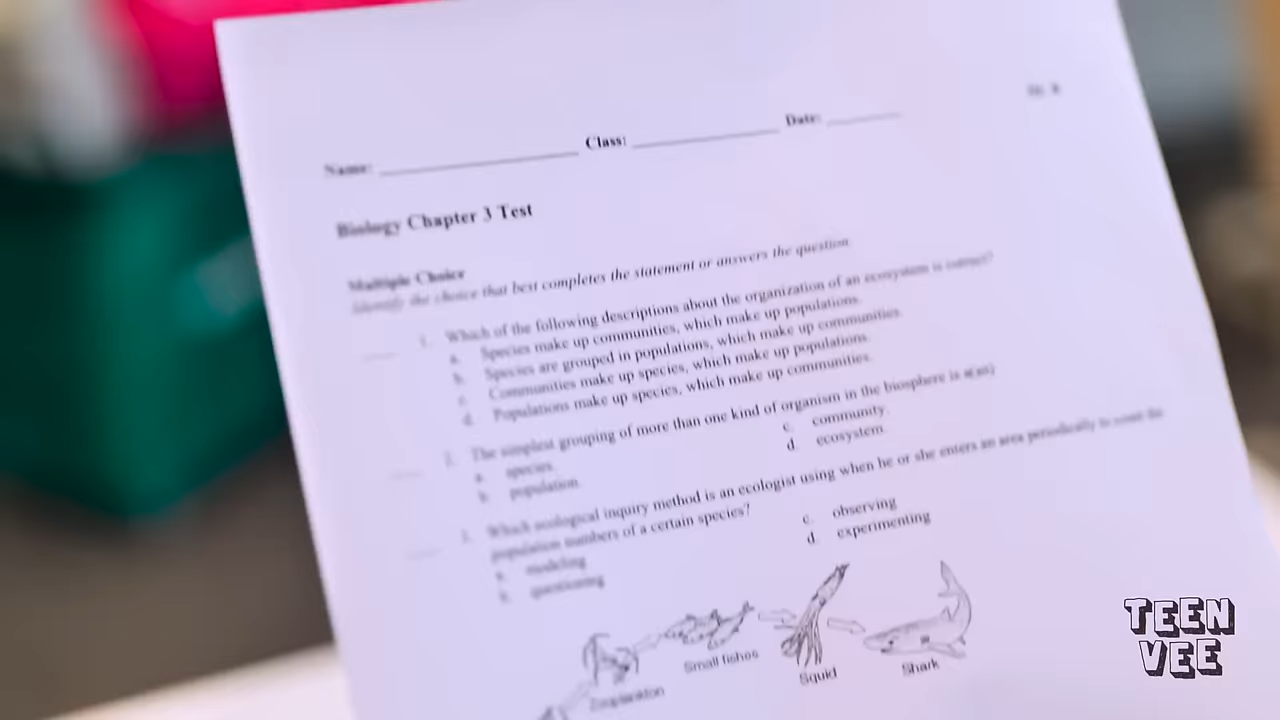 Name: ____________ Class: ____________ Date: ________
Biology Chapter 3 Test
Multiple Choice
Identify the choice that best completes the statement or answers the question.
1. Which of the following descriptions about the organization of an ecosystem is correct?
a. Species make up communities, which make up populations.
b. Species are grouped in populations, which make up communities.
c. Communities make up species, which make up populations.
d. Populations make up species, which make up communities.
2. The simplest grouping of more than one kind of organism in the biosphere is a(an)
a. species. c. community.
b. population. d. ecosystem.
3. Which ecological inquiry method is an ecologist using when he or she enters an area periodically to count the
population numbers of a certain species?
a. modeling c. observing
b. questioning d. experimenting
Zooplankton Small fishes Squid Shark
TEEN
VEE